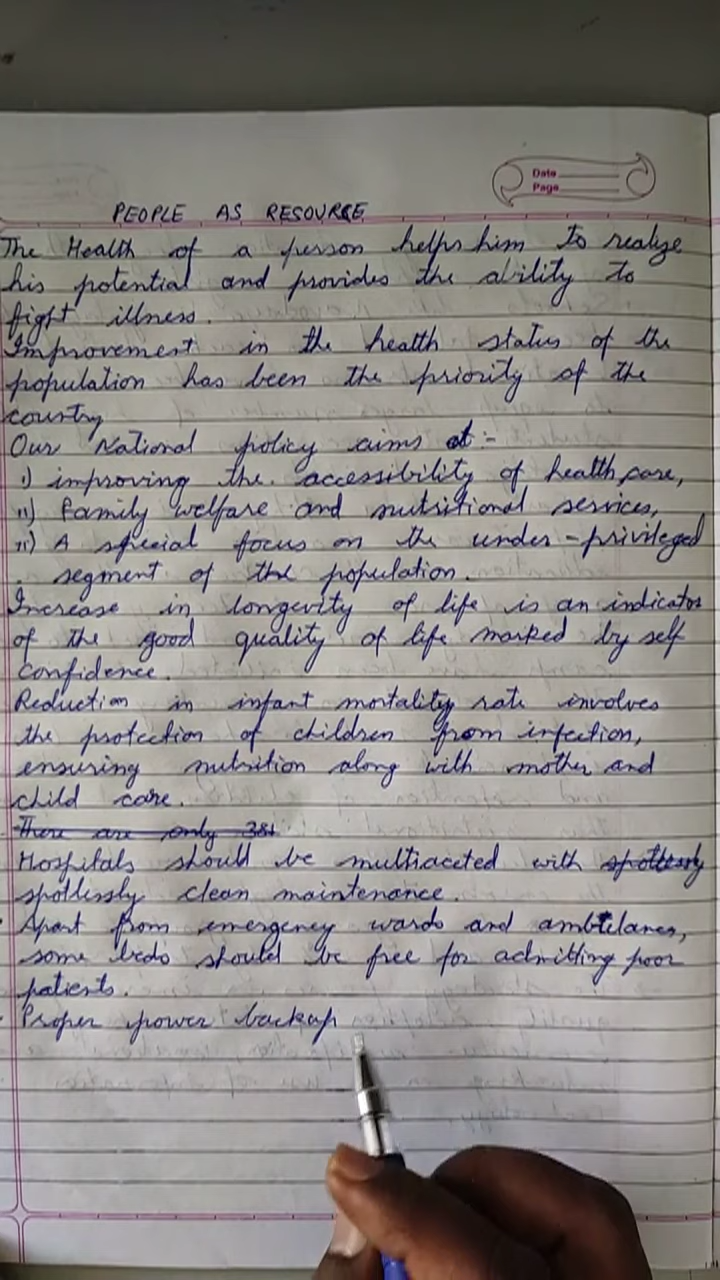 Date
Page
PEOPLE AS RESOURCE
The Health of a person helps him to realize
his potential and provides the ability to
fight illness.
Improvement in the health status of the
population has been the priority of the
country
Our National policy aims at :-
i) improving the accessibility of health care,
ii) family welfare and nutritional services,
iii) A special focus on the under-privileged
segment of the population.
Increase in longevity of life is an indicator
of the good quality of life marked by self
confidence.
Reduction in infant mortality rate involves
the protection of children from infection,
ensuring nutrition along with mother and
child care.
There are only 381
Hospitals should be multiaceted with spotlessly
spotlessly clean maintenance.
Apart from emergency wards and
some beds should be free for admitting poor
patients.
Proper power backup